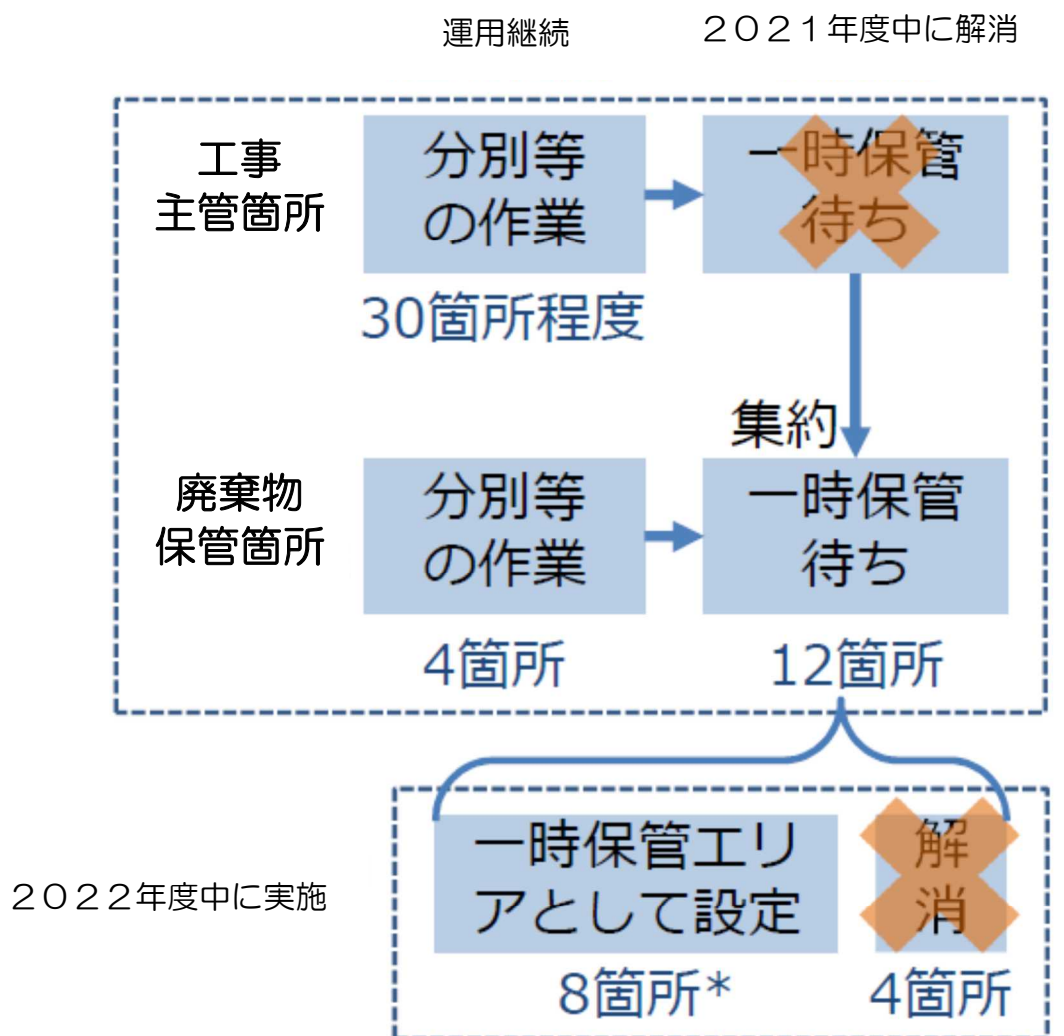 運用継続
２０２１年度中に解消
工事
主管箇所
分別等
の作業
一時保管
待ち
30箇所程度
集約
廃棄物
保管箇所
分別等
の作業
一時保管
待ち
4箇所
12箇所
２０２２年度中に実施
一時保管エリ
アとして設定
解
消
8箇所*
4箇所